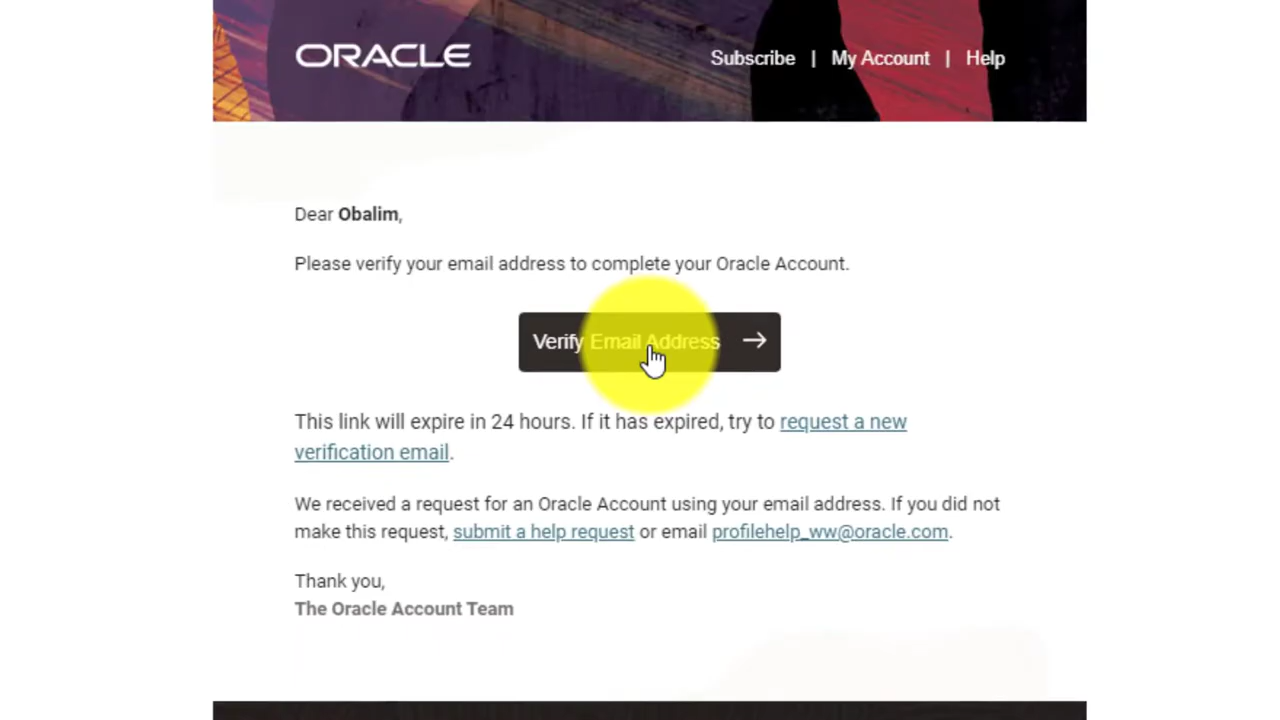 ORACLE
Subscribe | My Account | Help
Dear Obalim,
Please verify your email address to complete your Oracle Account.
Verify Email Address →
This link will expire in 24 hours. If it has expired, try to request a new
verification email.
We received a request for an Oracle Account using your email address. If you did not
make this request, submit a help request or email profilehelp_ww@oracle.com.
Thank you,
The Oracle Account Team